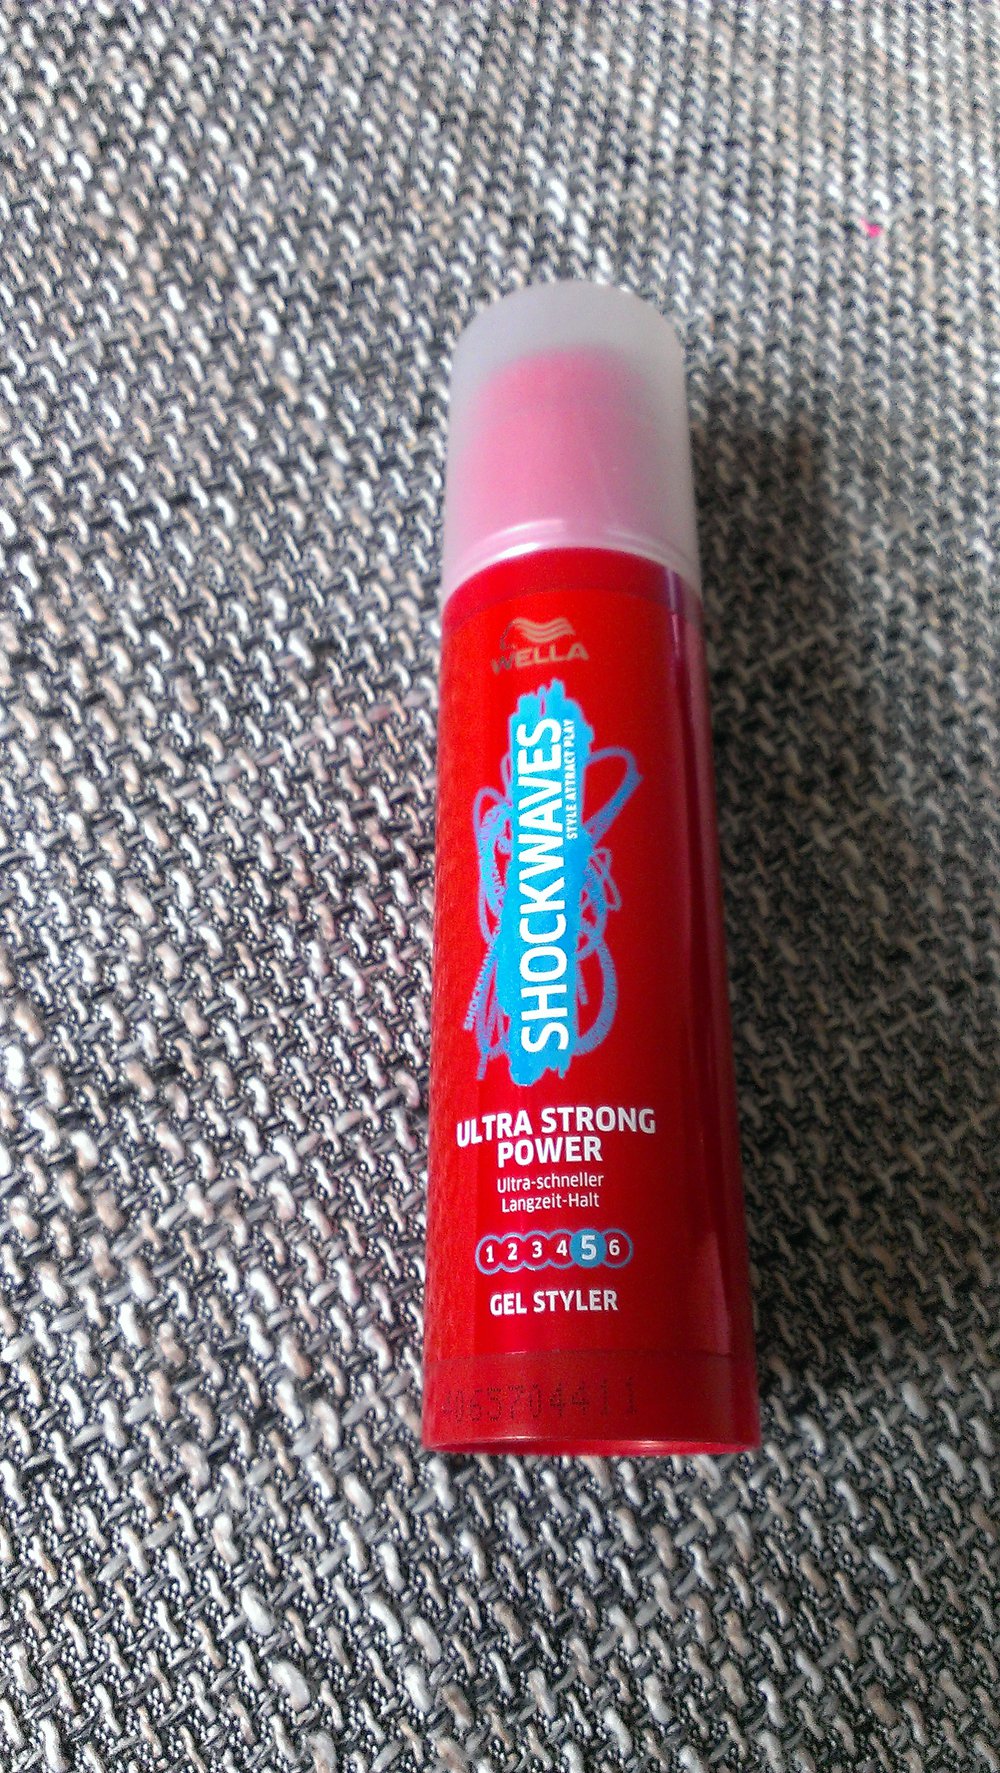 WELLA
SHOCKWAVES
STYLE ATTRACT PLAY
ULTRA STRONG
POWER
Ultra-schneller
Langzeit-Halt
1 2 3 4 5 6
GEL STYLER
4065704411